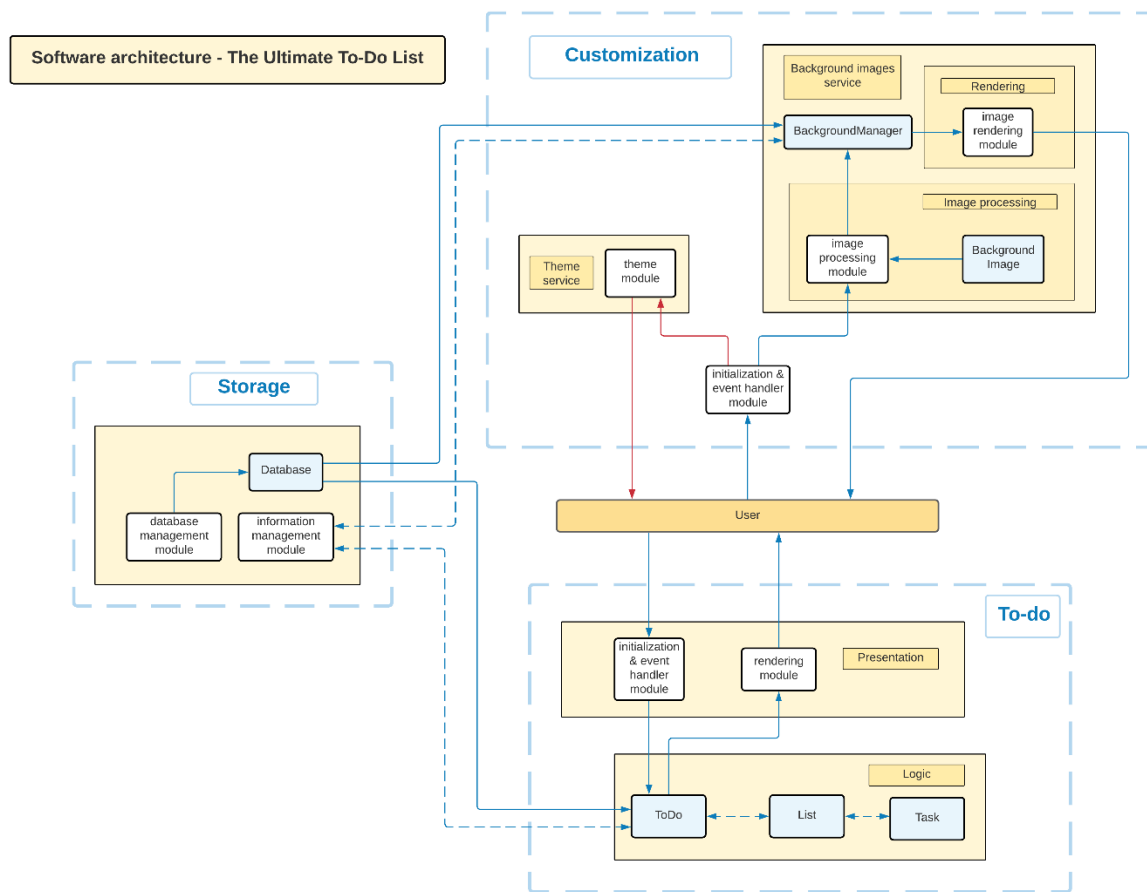 Software architecture - The Ultimate To-Do List
Customization
Background images
service
Rendering
BackgroundManager
image
rendering
module
Image processing
image
processing
module
Background
Image
Theme
service
theme
module
initialization &
event handler
module
Storage
Database
database
management
module
information
management
module
User
To-do
initialization
& event
handler
module
rendering
module
Presentation
Logic
ToDo
List
Task